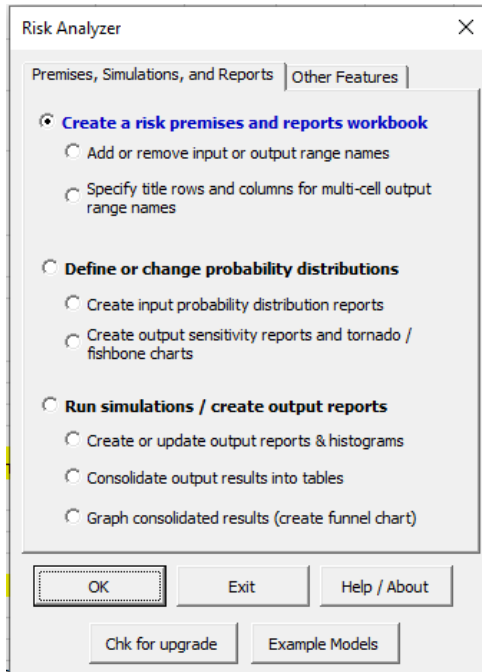 Risk Analyzer
Premises, Simulations, and Reports
Other Features
Create a risk premises and reports workbook
Add or remove input or output range names
Specify title rows and columns for multi-cell output
range names
Define or change probability distributions
Create input probability distribution reports
Create output sensitivity reports and tornado /
fishbone charts
Run simulations / create output reports
Create or update output reports & histograms
Consolidate output results into tables
Graph consolidated results (create funnel chart)
OK
Exit
Help / About
Chk for upgrade
Example Models